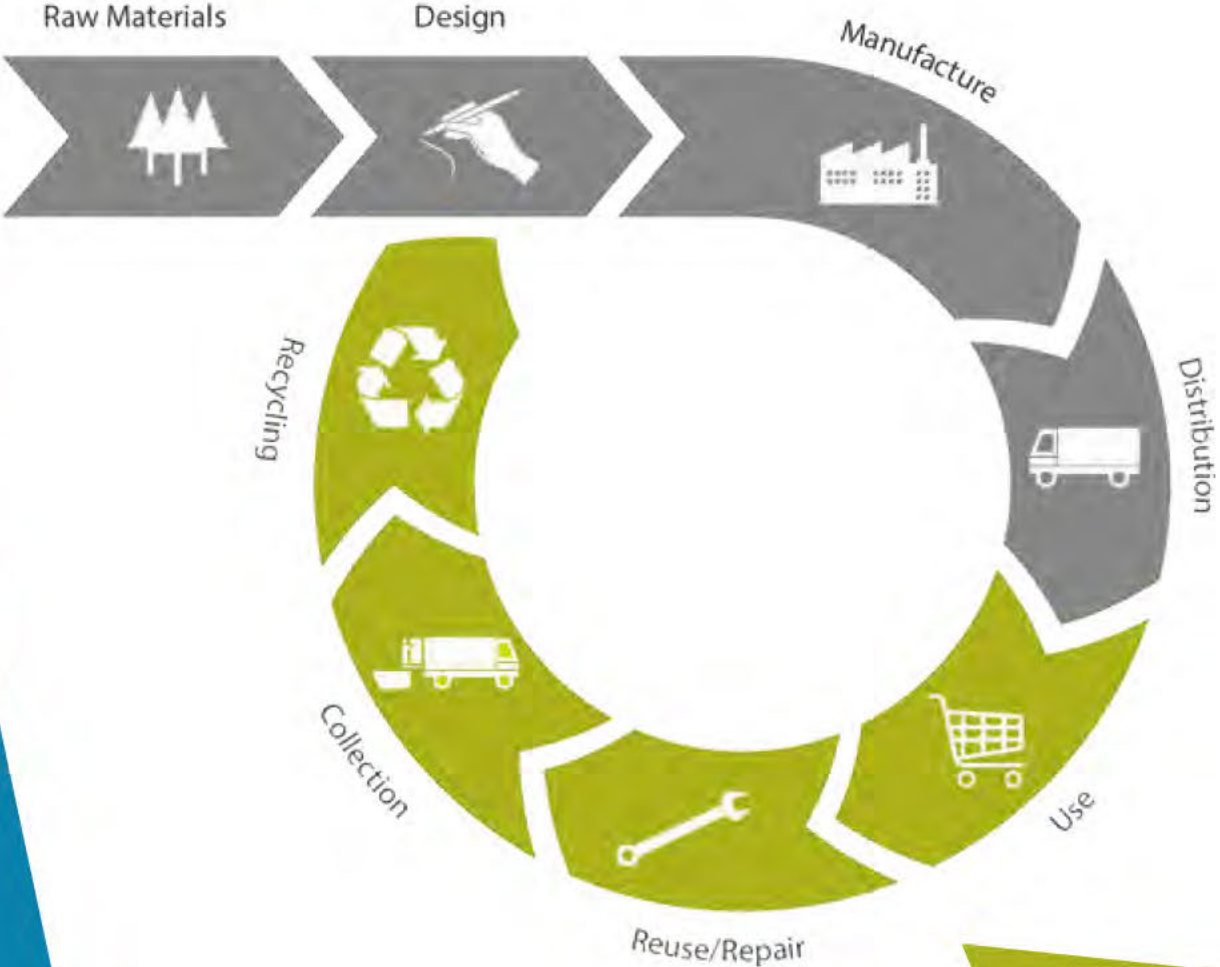 Raw Materials
Design
Manufacture
Distribution
Use
Reuse/Repair
Collection
Recycling